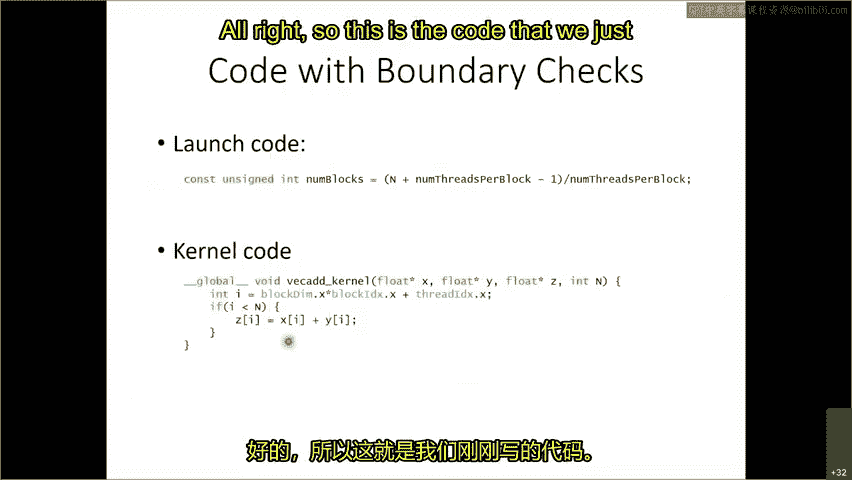 All right, so this is the code that we just
Code with Boundary Checks
• Launch code:
const unsigned int numBlocks = (N + numThreadsPerBlock - 1)/numThreadsPerBlock;
• Kernel code
__global__ void vecadd_kernel(float* x, float* y, float* z, int N) {
int i = blockDim.x*blockIdx.x + threadIdx.x;
if(i < N) {
z[i] = x[i] + y[i];
}
}
好的，所以这就是我们刚刚写的代码。
+32